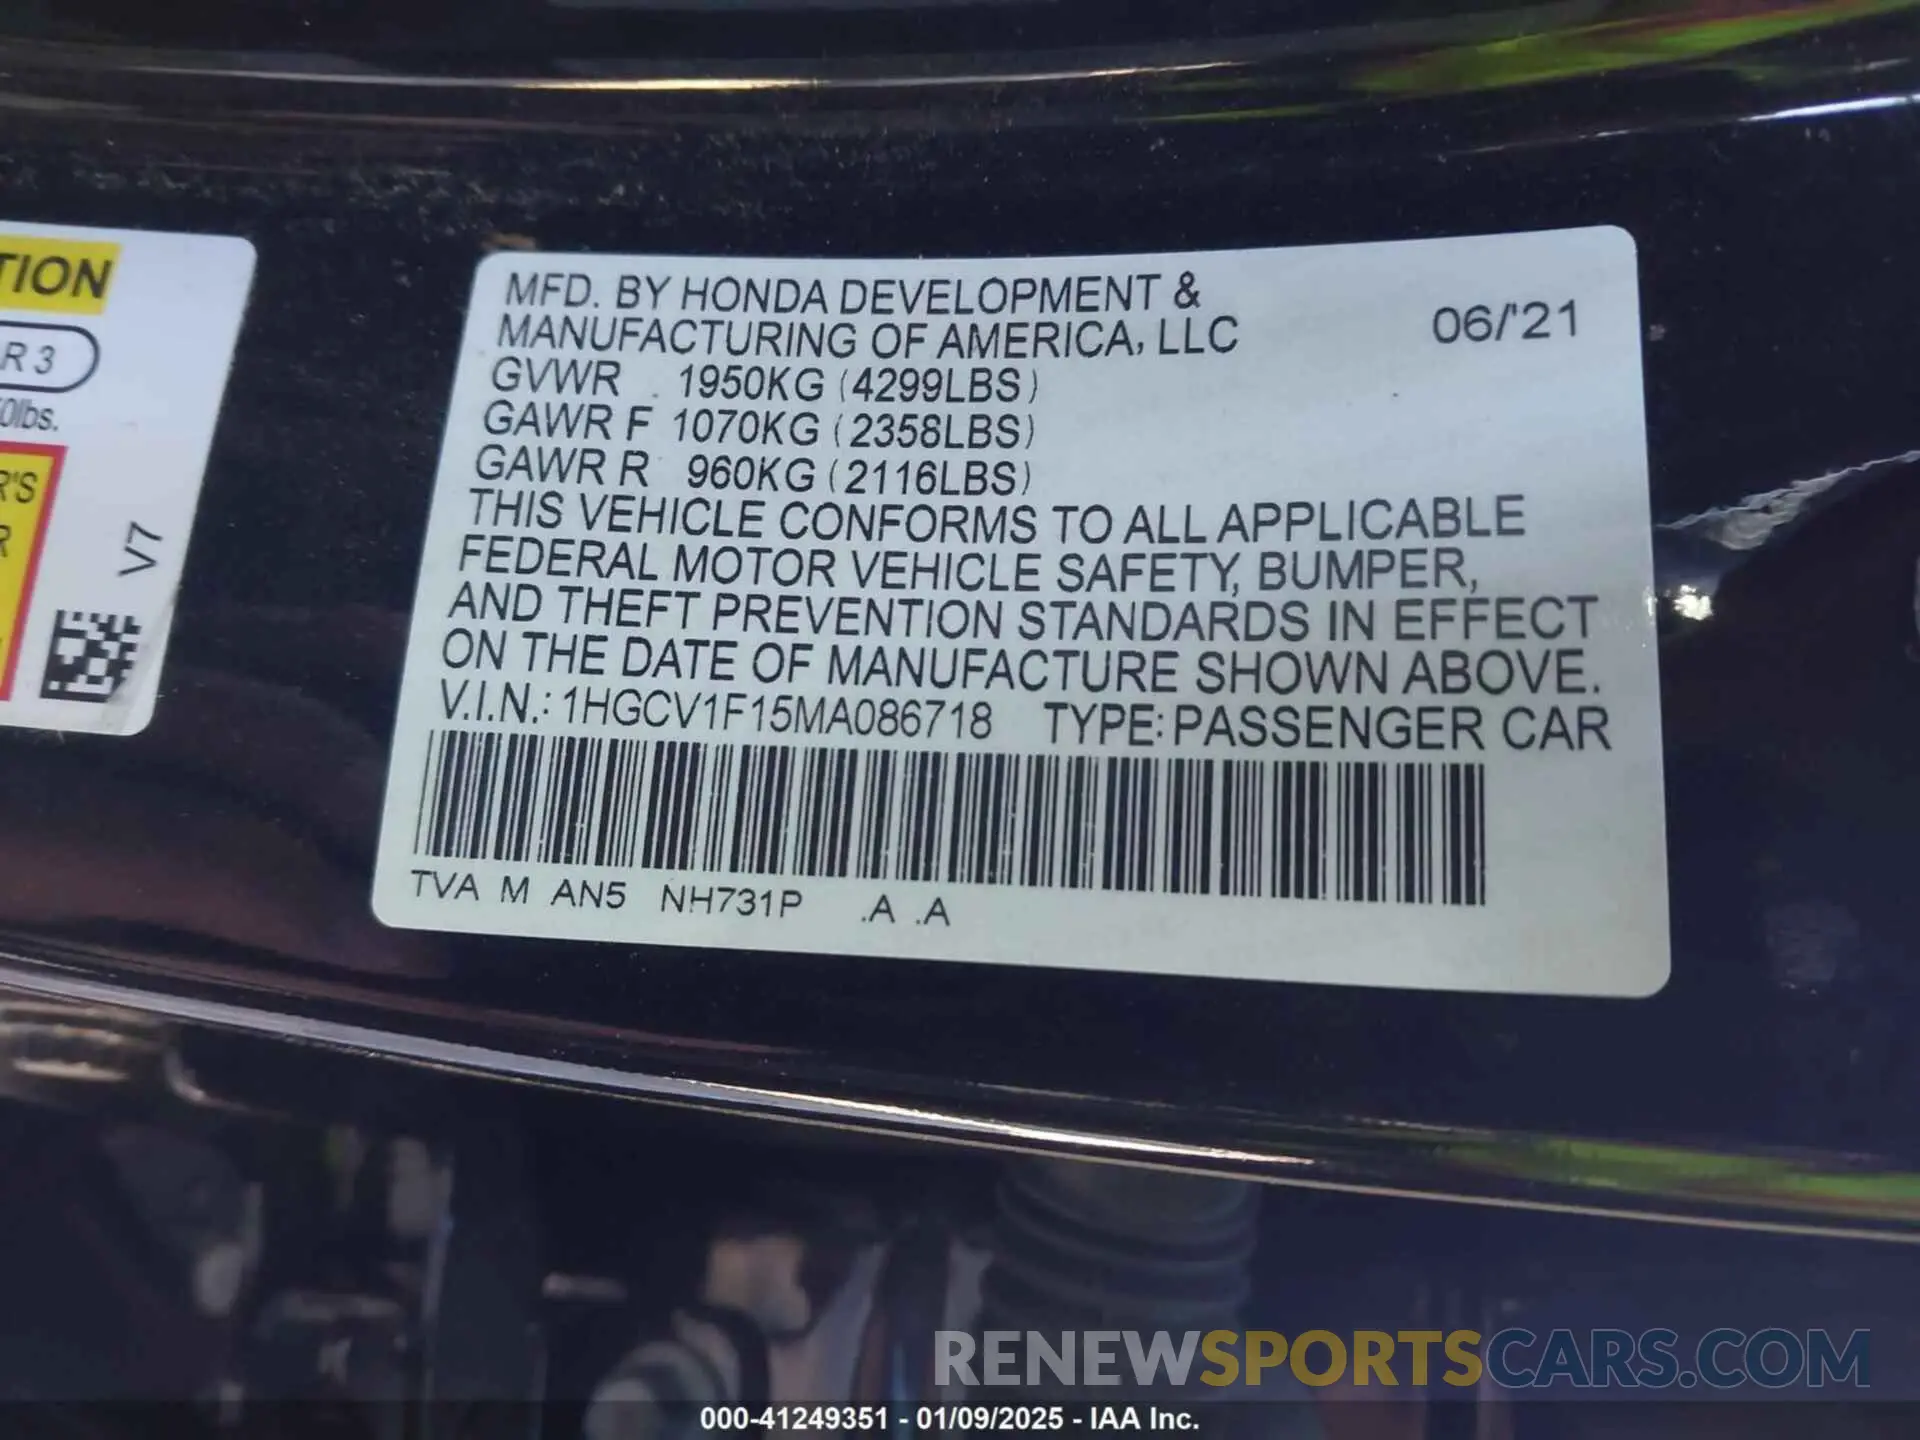 TION
R 3
0lbs.
R'S
R
V7
MFD. BY HONDA DEVELOPMENT &
MANUFACTURING OF AMERICA, LLC
06/'21
GVWR 1950KG (4299LBS)
GAWR F 1070KG (2358LBS)
GAWR R 960KG (2116LBS)
THIS VEHICLE CONFORMS TO ALL APPLICABLE
FEDERAL MOTOR VEHICLE SAFETY, BUMPER,
AND THEFT PREVENTION STANDARDS IN EFFECT
ON THE DATE OF MANUFACTURE SHOWN ABOVE.
V.I.N.: 1HGCV1F15MA086718 TYPE: PASSENGER CAR
TVA M AN5 NH731P .A .A
RENEWSPORTSCARS.COM
000-41249351 - 01/09/2025 - IAA Inc.